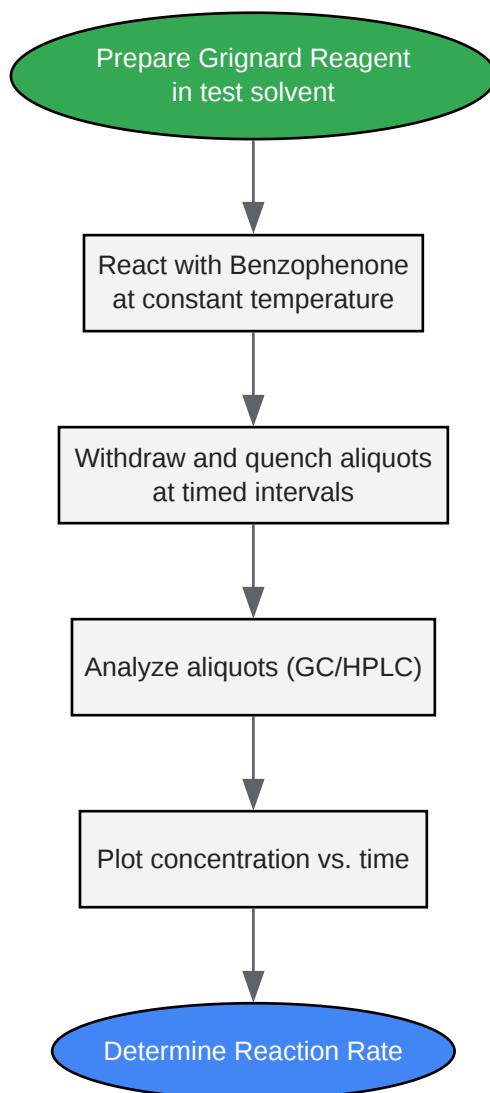 Prepare Grignard Reagent
in test solvent
React with Benzophenone
at constant temperature
Withdraw and quench aliquots
at timed intervals
Analyze aliquots (GC/HPLC)
Plot concentration vs. time
Determine Reaction Rate